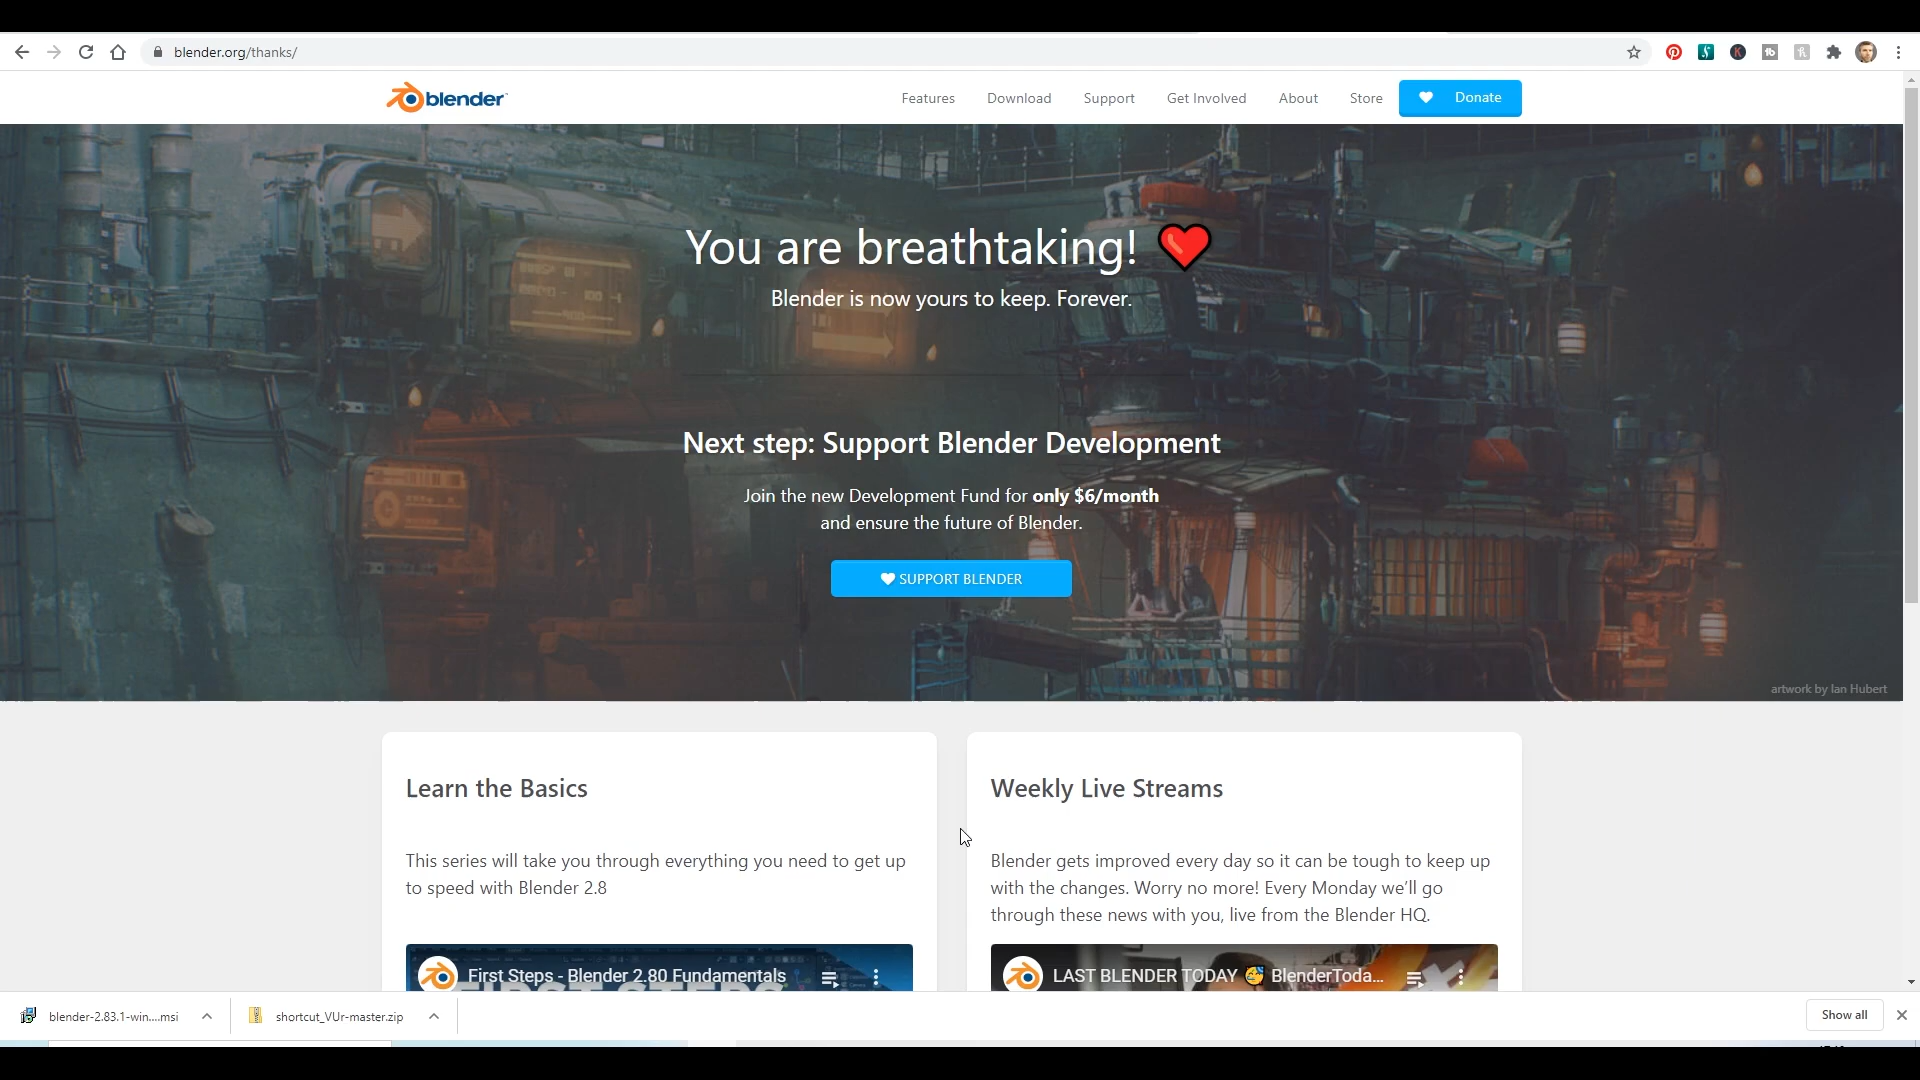 blender.org/thanks/
blender
Features Download Support Get Involved About Store Donate
You are breathtaking! ❤️
Blender is now yours to keep. Forever.
Next step: Support Blender Development
Join the new Development Fund for only $6/month
and ensure the future of Blender.
SUPPORT BLENDER
artwork by Ian Hubert
Learn the Basics
This series will take you through everything you need to get up
to speed with Blender 2.8
First Steps - Blender 2.80 Fundamentals
Weekly Live Streams
Blender gets improved every day so it can be tough to keep up
with the changes. Worry no more! Every Monday we’ll go
through these news with you, live from the Blender HQ.
LAST BLENDER TODAY 🥳 BlenderToda...
blender-2.83.1-win....msi
shortcut_VUr-master.zip
Show all